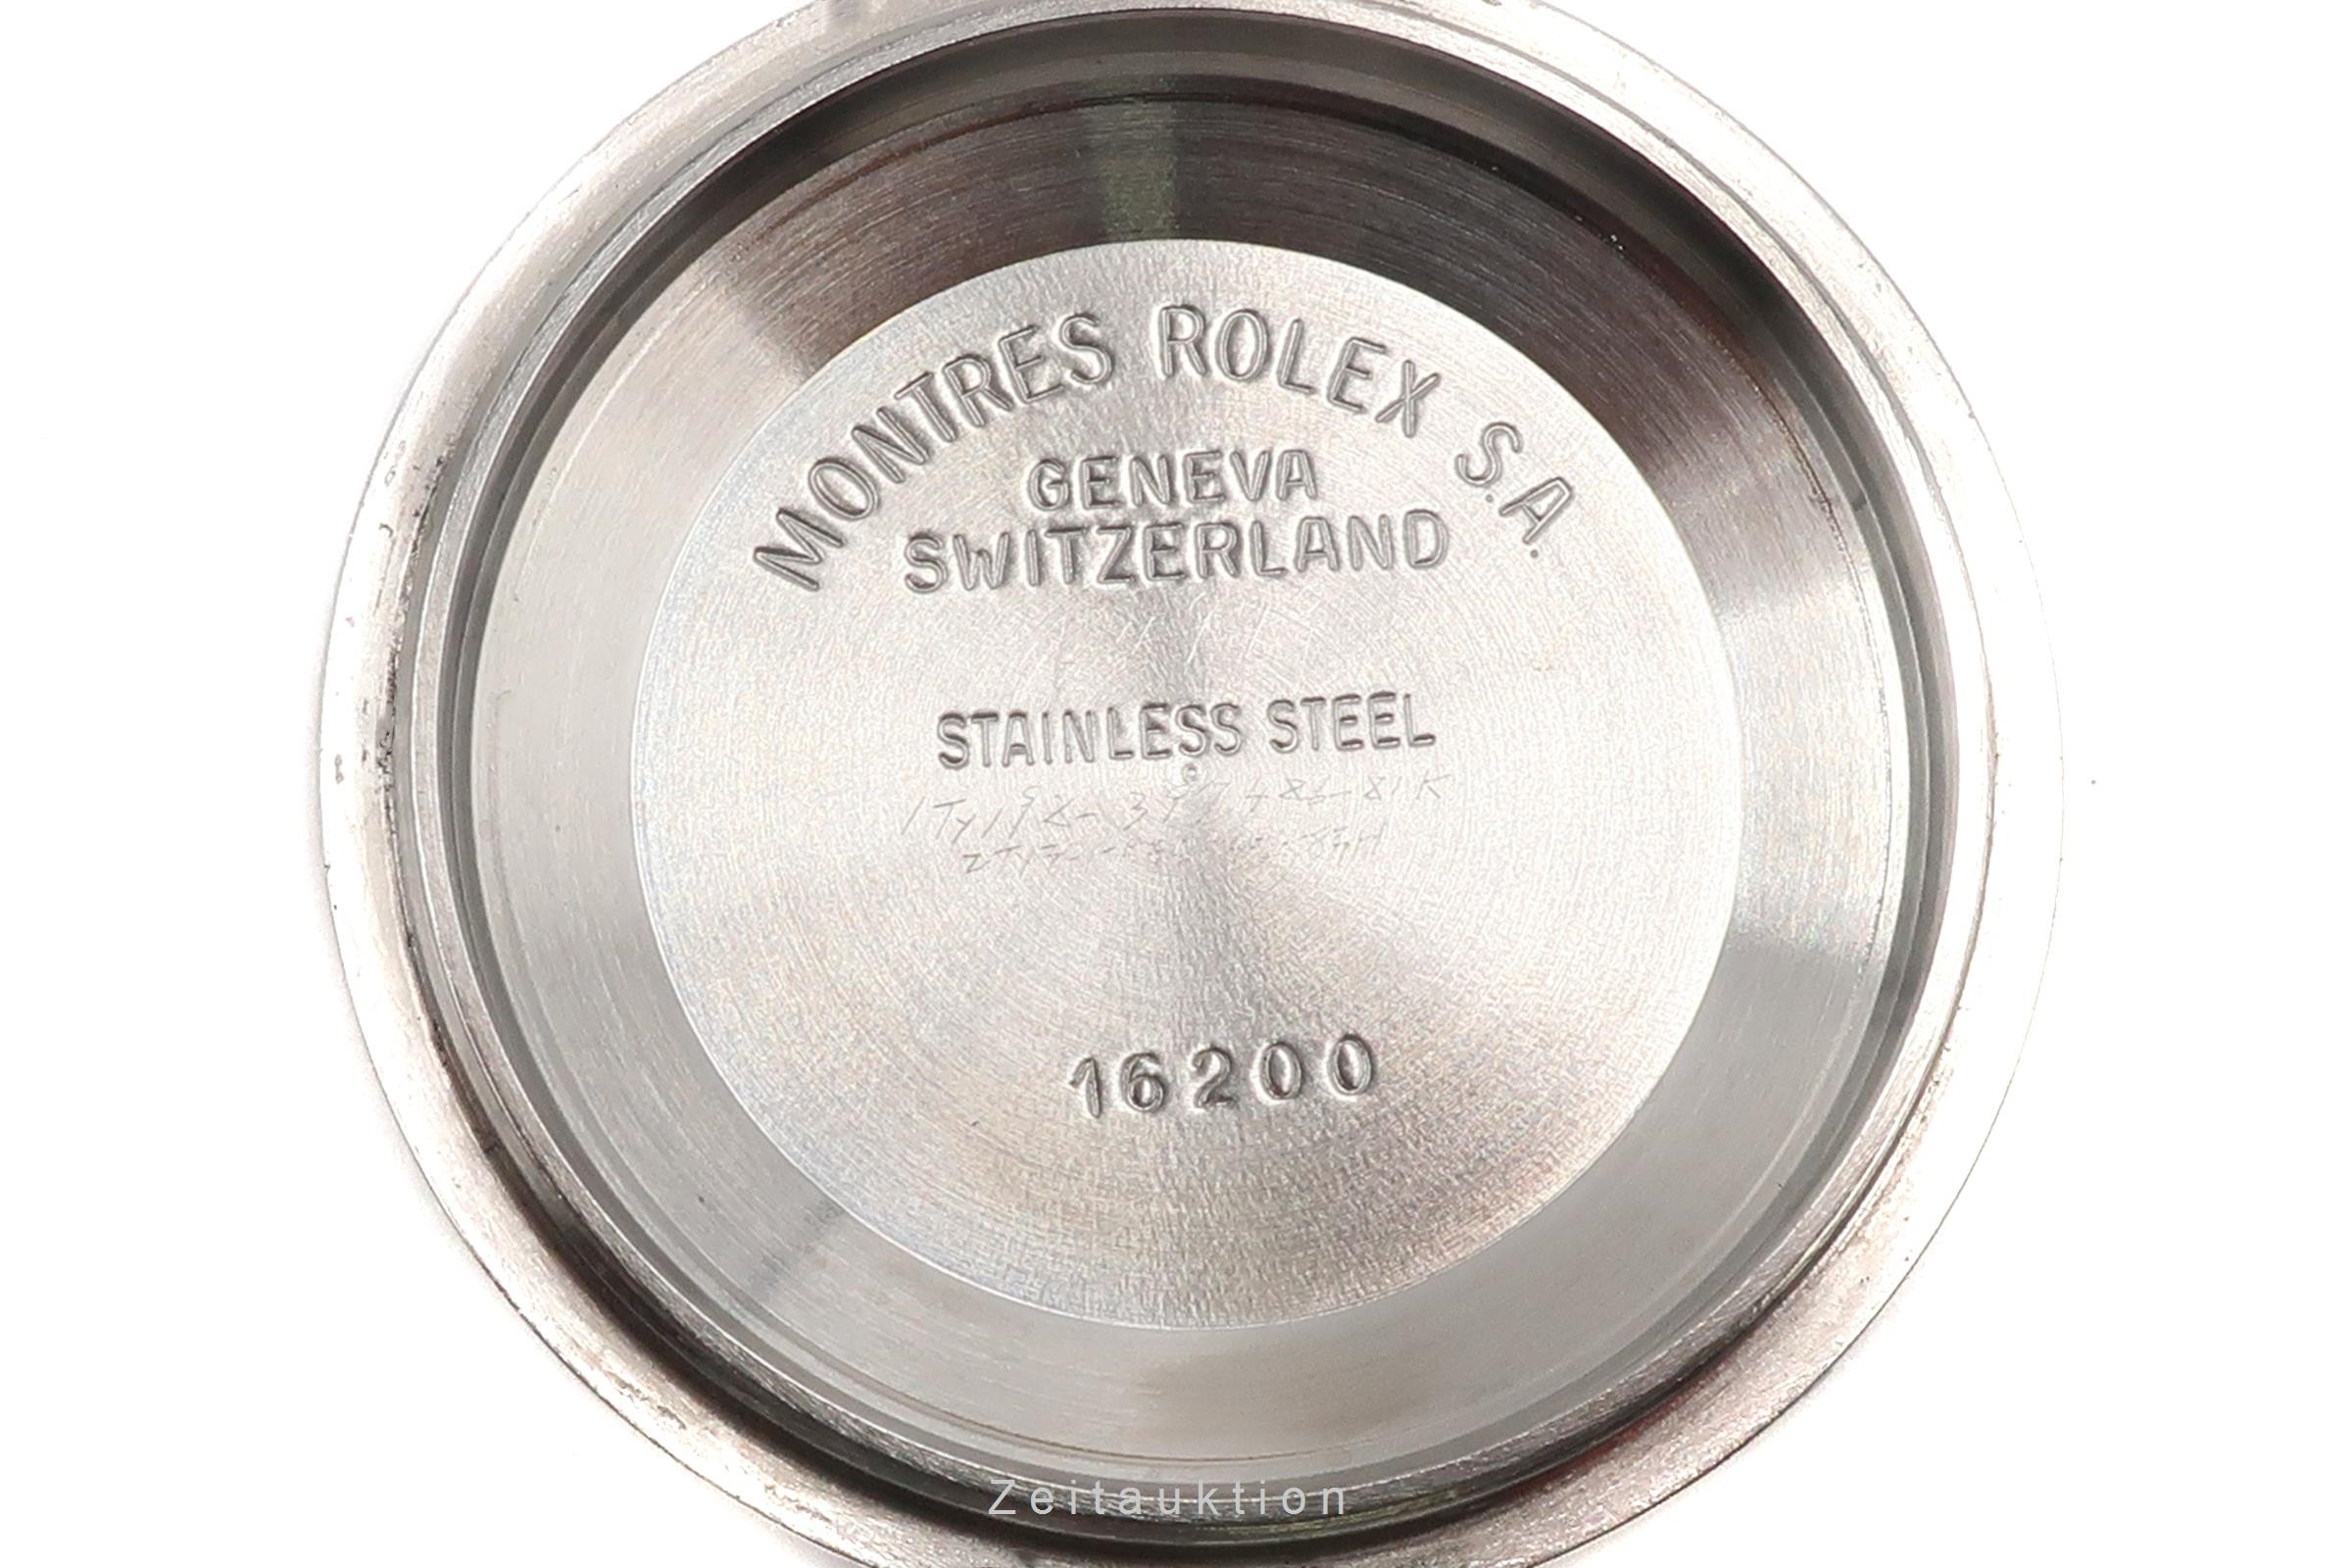 MONTRES ROLEX S.A.
GENEVA
SWITZERLAND
STAINLESS STEEL
16200
Zeitauktion